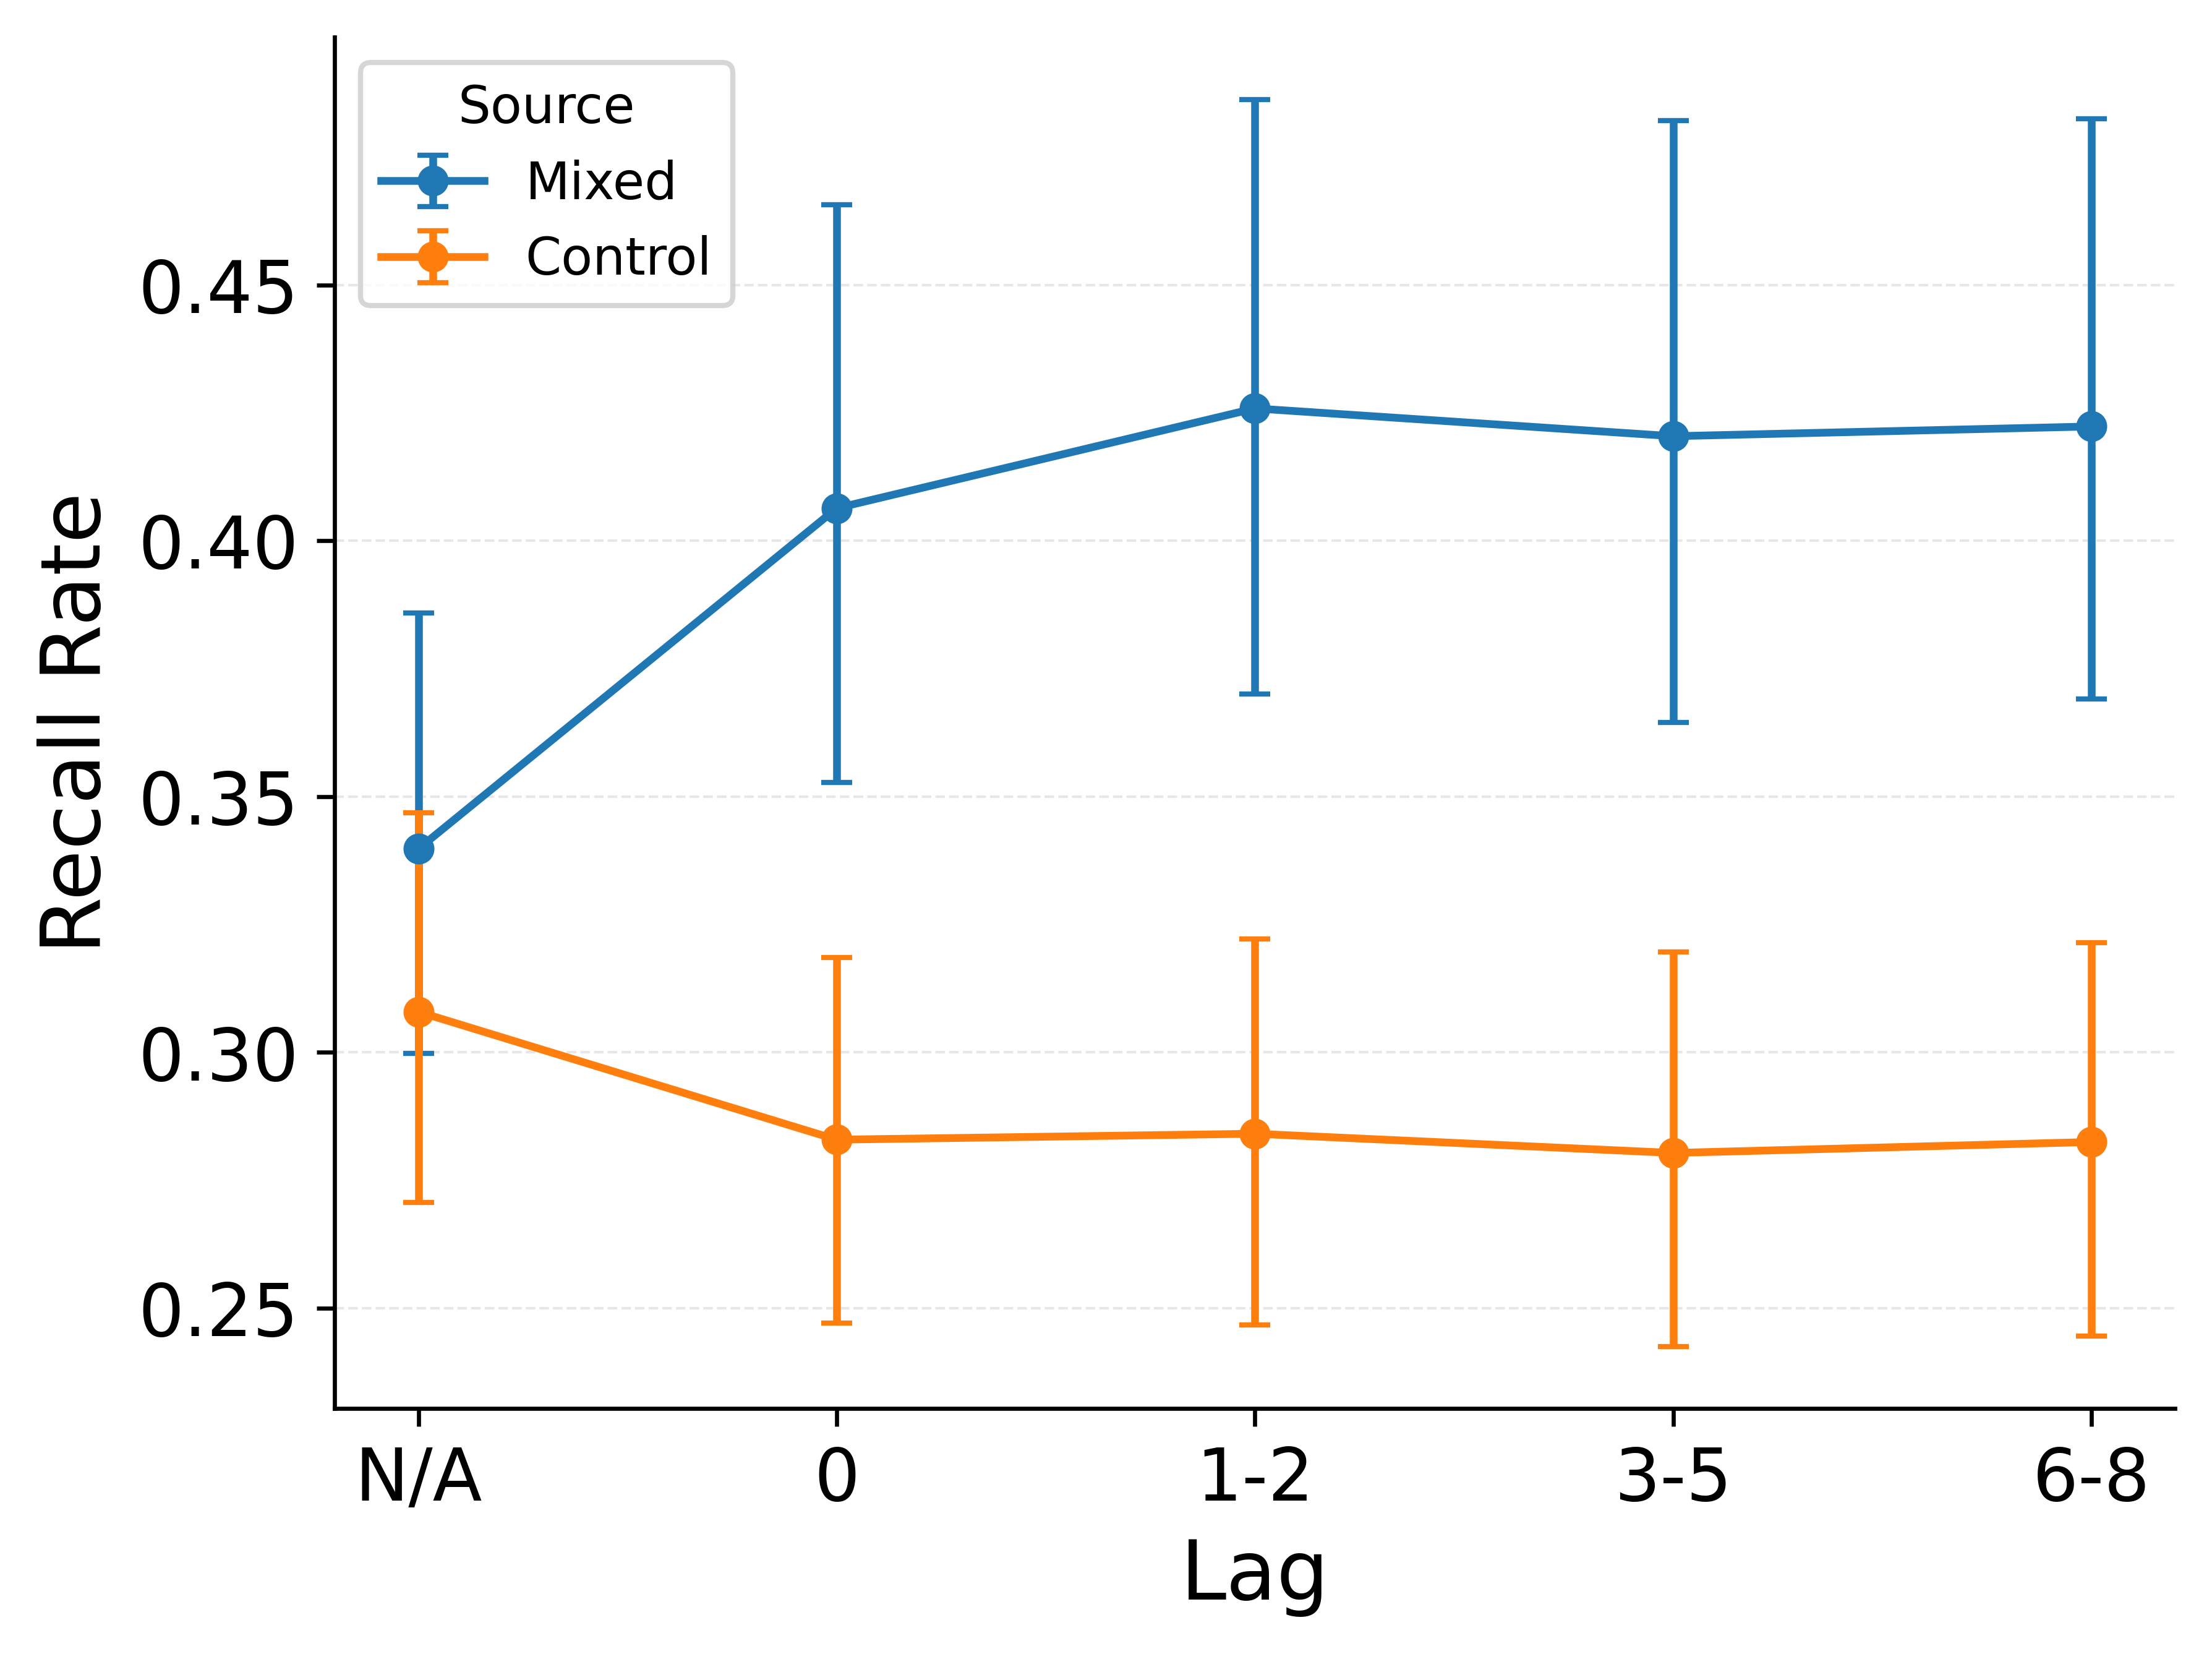 Source
Mixed
Control
Recall Rate
0.45
0.40
0.35
0.30
0.25
N/A 0 1-2 3-5 6-8
Lag